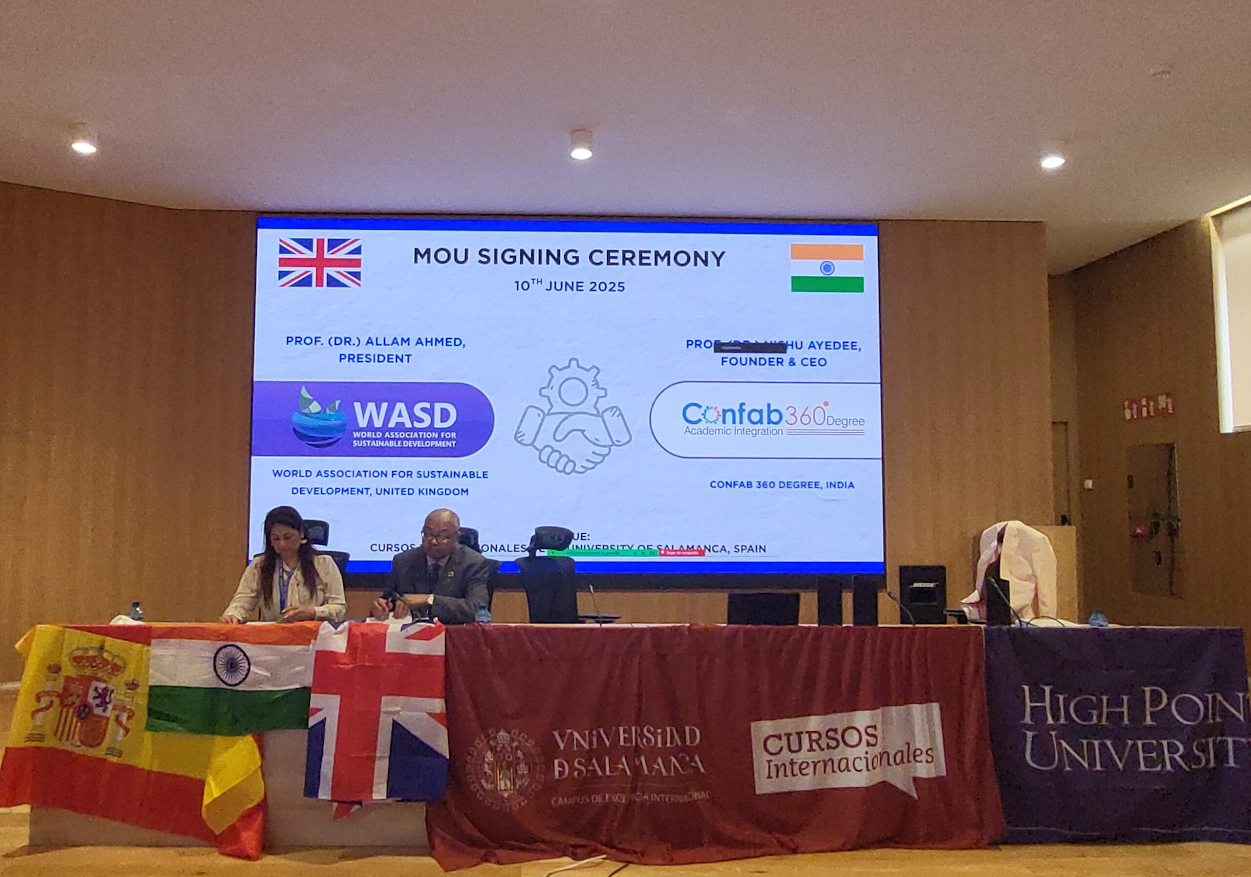 MOU SIGNING CEREMONY
10TH JUNE 2025
PROF. (DR.) ALLAM AHMED,
PRESIDENT
WASD
WORLD ASSOCIATION FOR
SUSTAINABLE DEVELOPMENT
WORLD ASSOCIATION FOR SUSTAINABLE
DEVELOPMENT, UNITED KINGDOM
AYEDEE,
FOUNDER & CEO
Confab 360° Degree
Academic Integration
CONFAB 360 DEGREE, INDIA
UNIVERSITY OF SALAMANCA, SPAIN
VNiVERSiDAD
D SALAMANCA
CAMPUS DE EXCELENCIA INTERNACIONAL
CURSOS
Internacionales
HIGH POIN
UNIVERSIT